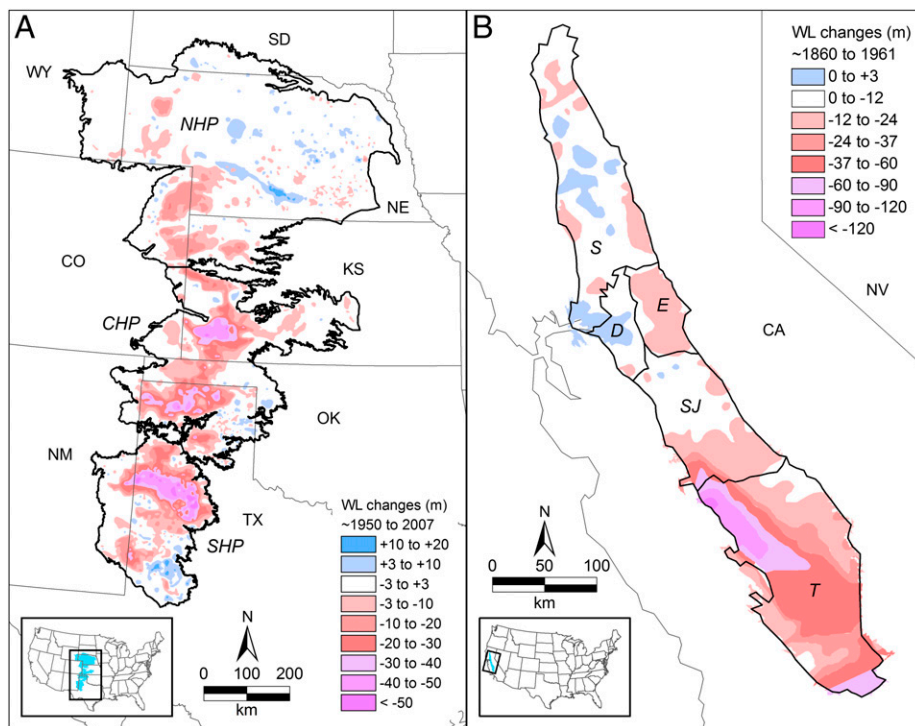 A
SD
WY
NHP
NE
CO
KS
CHP
OK
NM
TX
SHP
WL changes (m)
~1950 to 2007
+10 to +20
+3 to +10
-3 to +3
-3 to -10
-10 to -20
-20 to -30
-30 to -40
-40 to -50
< -50
N
0 100 200
km
B
WL changes (m)
~1860 to 1961
0 to +3
0 to -12
-12 to -24
-24 to -37
-37 to -60
-60 to -90
-90 to -120
< -120
S
NV
E
CA
D
SJ
T
N
0 50 100
km